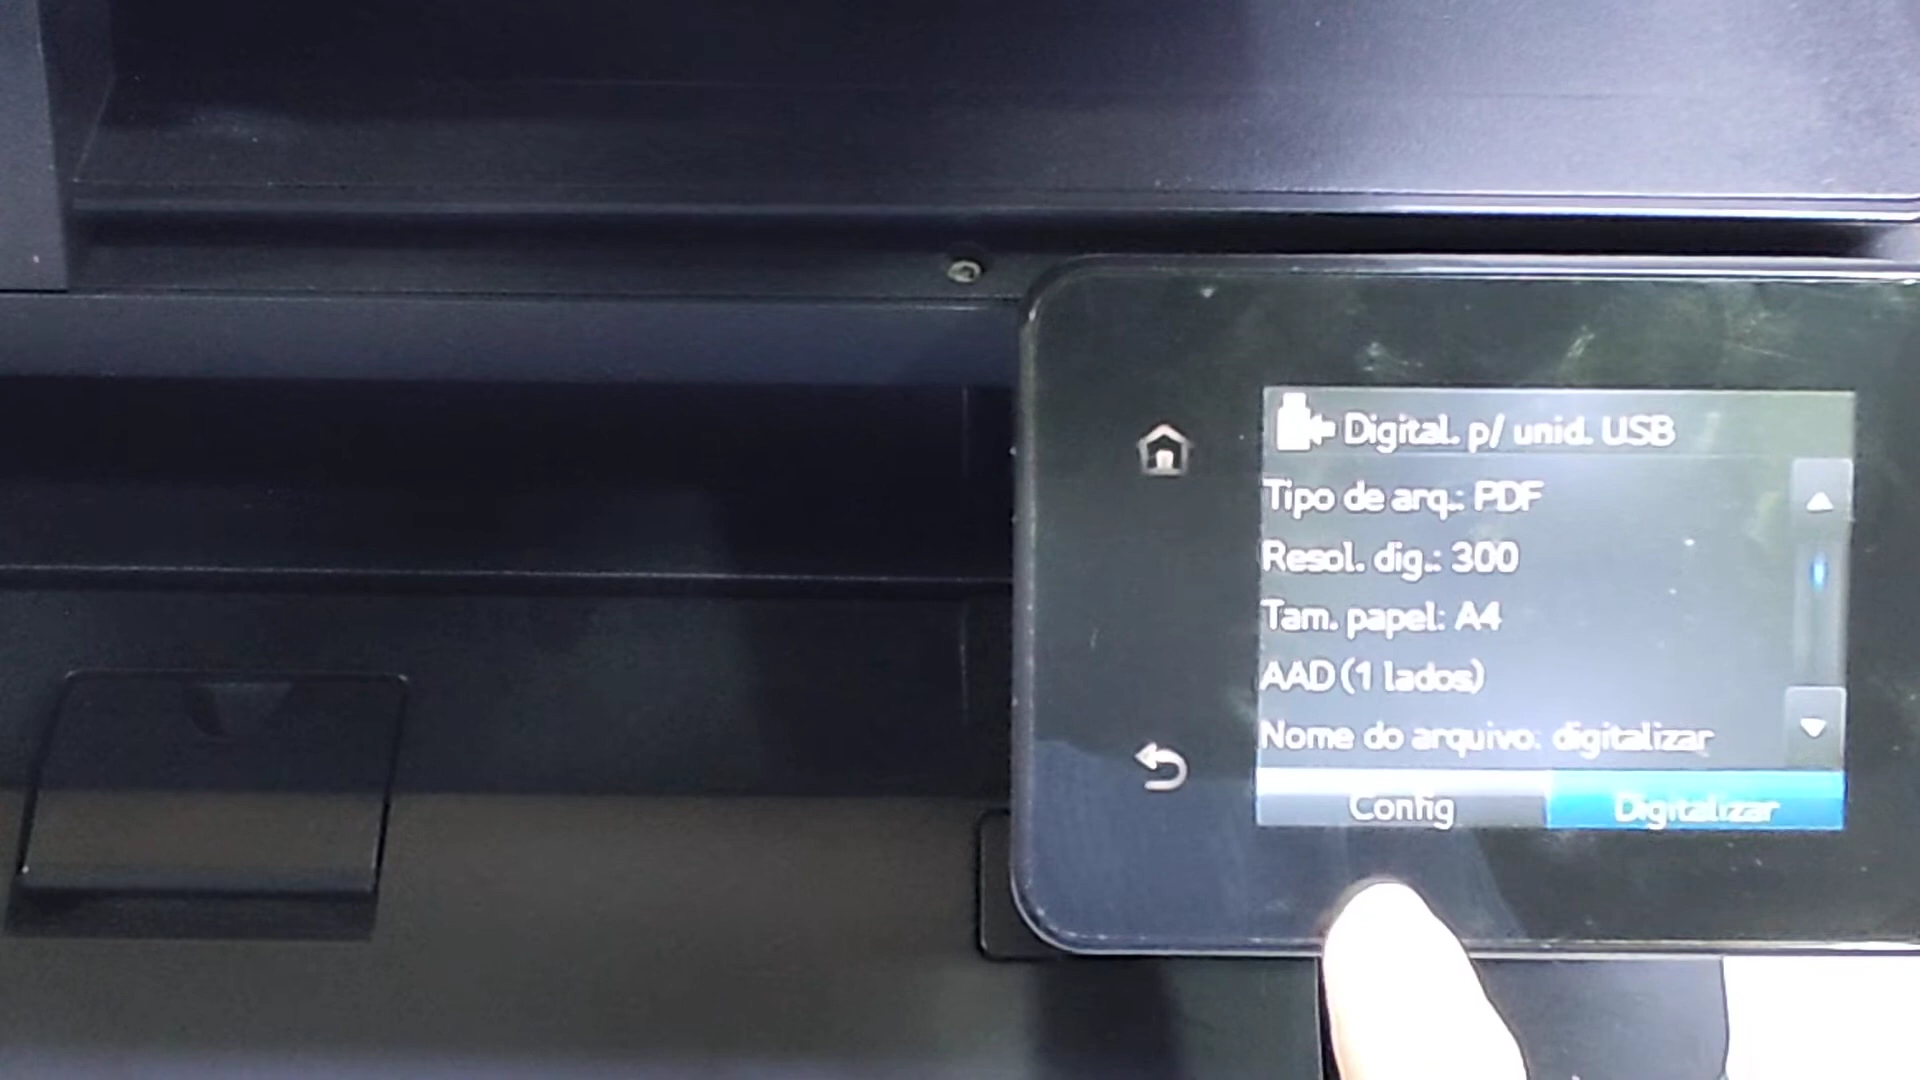 Digital. p/ unid. USB
Tipo de arq.: PDF
Resol. dig.: 300
Tam. papel: A4
AAD (1 lados)
Nome do arquivo: digitalizar
Config
Digitalizar